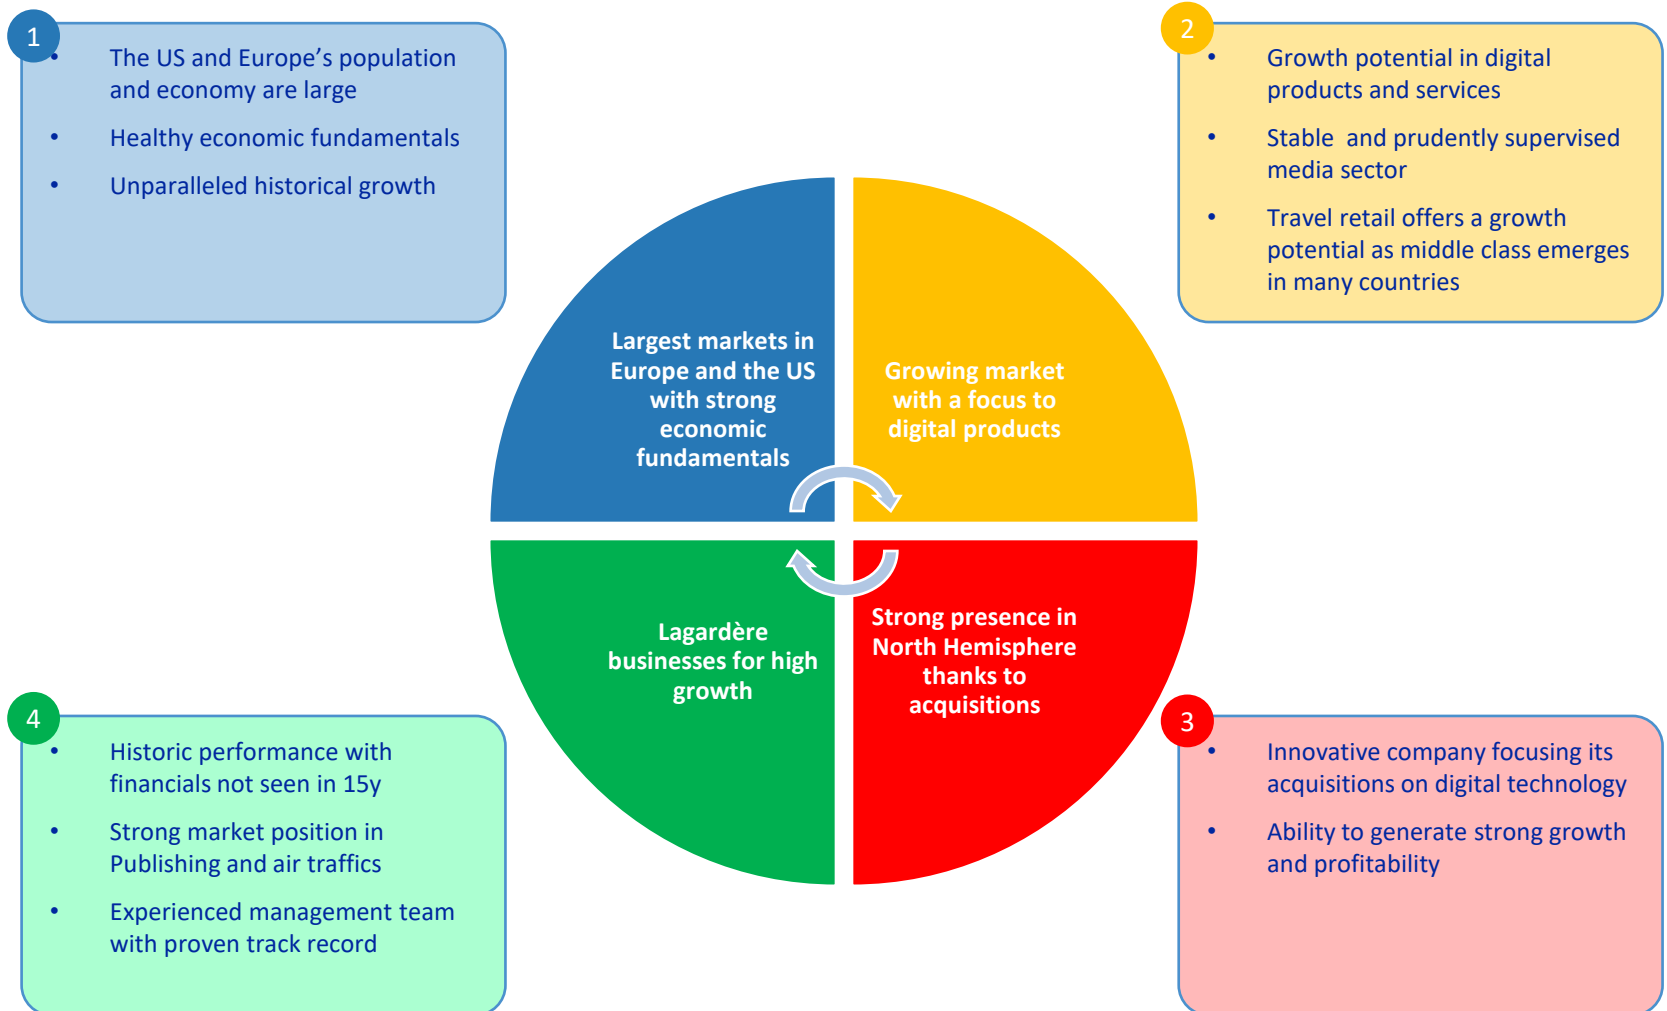 1
• The US and Europe’s population
and economy are large
• Healthy economic fundamentals
• Unparalleled historical growth
2
• Growth potential in digital
products and services
• Stable and prudently supervised
media sector
• Travel retail offers a growth
potential as middle class emerges
in many countries
Largest markets in
Europe and the US
with strong
economic
fundamentals
Growing market
with a focus to
digital products
Lagardère
businesses for high
growth
Strong presence in
North Hemisphere
thanks to
acquisitions
4
• Historic performance with
financials not seen in 15y
• Strong market position in
Publishing and air traffics
• Experienced management team
with proven track record
3
• Innovative company focusing its
acquisitions on digital technology
• Ability to generate strong growth
and profitability